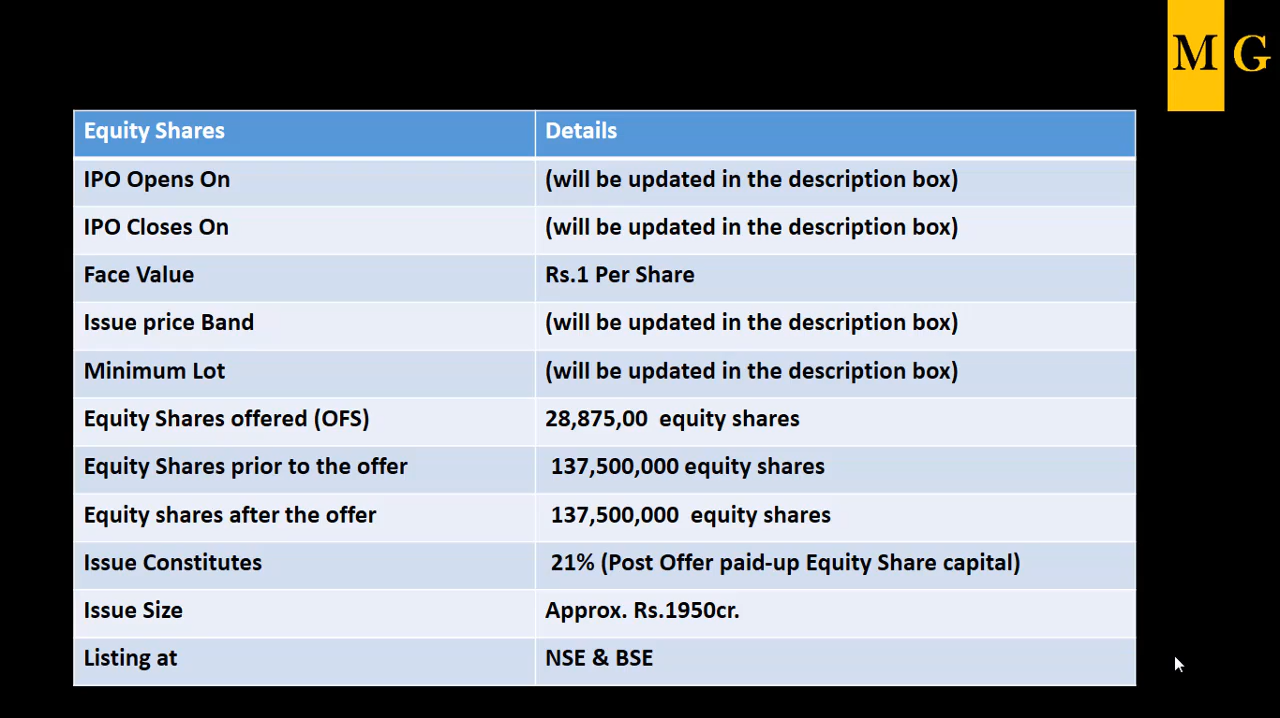 M G
Equity Shares Details
IPO Opens On (will be updated in the description box)
IPO Closes On (will be updated in the description box)
Face Value Rs.1 Per Share
Issue price Band (will be updated in the description box)
Minimum Lot (will be updated in the description box)
Equity Shares offered (OFS) 28,875,00 equity shares
Equity Shares prior to the offer 137,500,000 equity shares
Equity shares after the offer 137,500,000 equity shares
Issue Constitutes 21% (Post Offer paid-up Equity Share capital)
Issue Size Approx. Rs.1950cr.
Listing at NSE & BSE